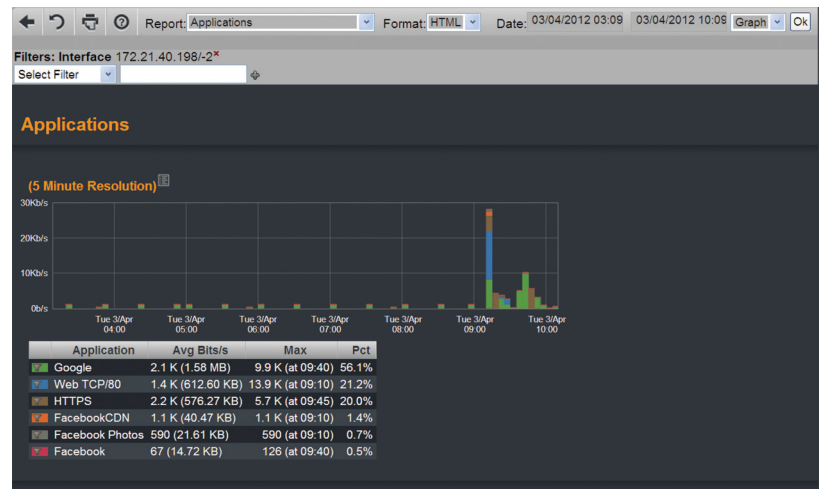 Report: Applications Format: HTML Date: 03/04/2012 03:09 03/04/2012 10:09 Graph Ok
Filters: Interface 172.21.40.198/-2x
Select Filter
Applications
(5 Minute Resolution)
30Kb/s
20Kb/s
10Kb/s
0b/s
Tue 3/Apr Tue 3/Apr Tue 3/Apr Tue 3/Apr Tue 3/Apr Tue 3/Apr Tue 3/Apr
04:00 05:00 06:00 07:00 08:00 09:00 10:00
Application Avg Bits/s Max Pct
Google 2.1 K (1.58 MB) 9.9 K (at 09:40) 56.1%
Web TCP/80 1.4 K (612.60 KB) 13.9 K (at 09:10) 21.2%
HTTPS 2.2 K (576.27 KB) 5.7 K (at 09:45) 20.0%
FacebookCDN 1.1 K (40.47 KB) 1.1 K (at 09:10) 1.4%
Facebook Photos 590 (21.61 KB) 590 (at 09:10) 0.7%
Facebook 67 (14.72 KB) 126 (at 09:40) 0.5%